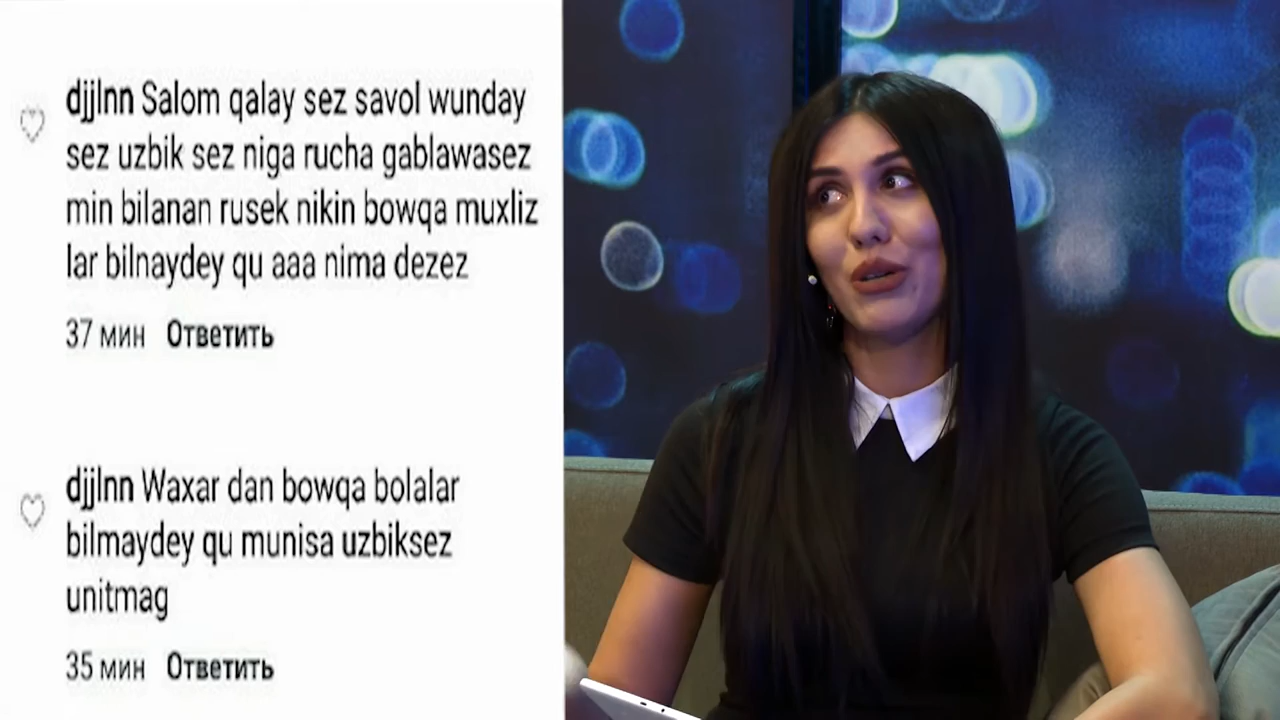 djjlnn Salom qalay sez savol wunday
sez uzbik sez niga rucha gablawasez
min bilanan rusek nikin bowqa muxliz
lar bilnaydey qu aaa nima dezez
37 мин Ответить
djjlnn Waxar dan bowqa bolalar
bilmaydey qu munisa uzbiksez
unitmag
35 мин Ответить